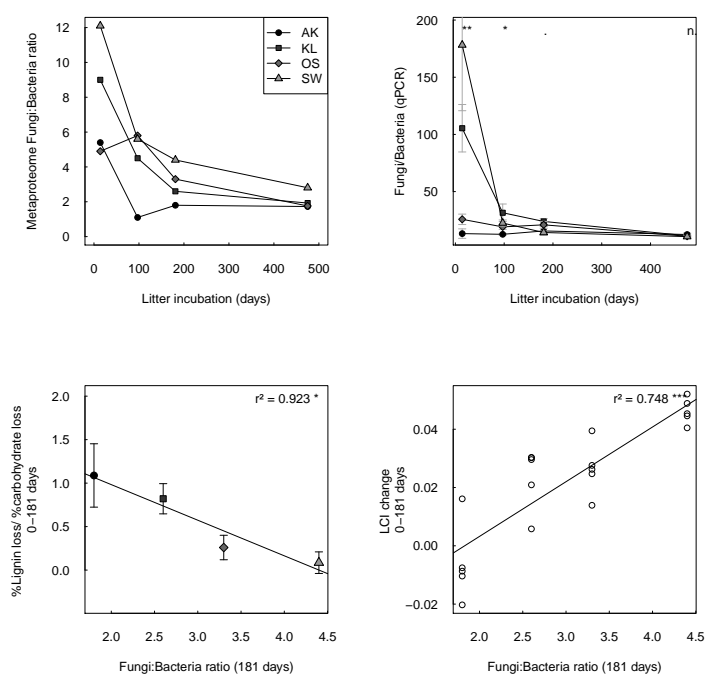 12
10
8
6
4
2
0
Metaproteome Fungi:Bacteria ratio
AK
KL
OS
SW
0 100 200 300 400 500
Litter incubation (days)
200
150
100
50
Fungi/Bacteria (qPCR)
** * . n.
0 100 200 300 400
Litter incubation (days)
2.0
1.5
1.0
0.5
0.0
%Lignin loss/ %carbohydrate loss
0−181 days
r² = 0.923 *
2.0 2.5 3.0 3.5 4.0 4.5
Fungi:Bacteria ratio (181 days)
0.04
0.02
0.00
−0.02
LCI change
0−181 days
r² = 0.748 ***
2.0 2.5 3.0 3.5 4.0 4.5
Fungi:Bacteria ratio (181 days)